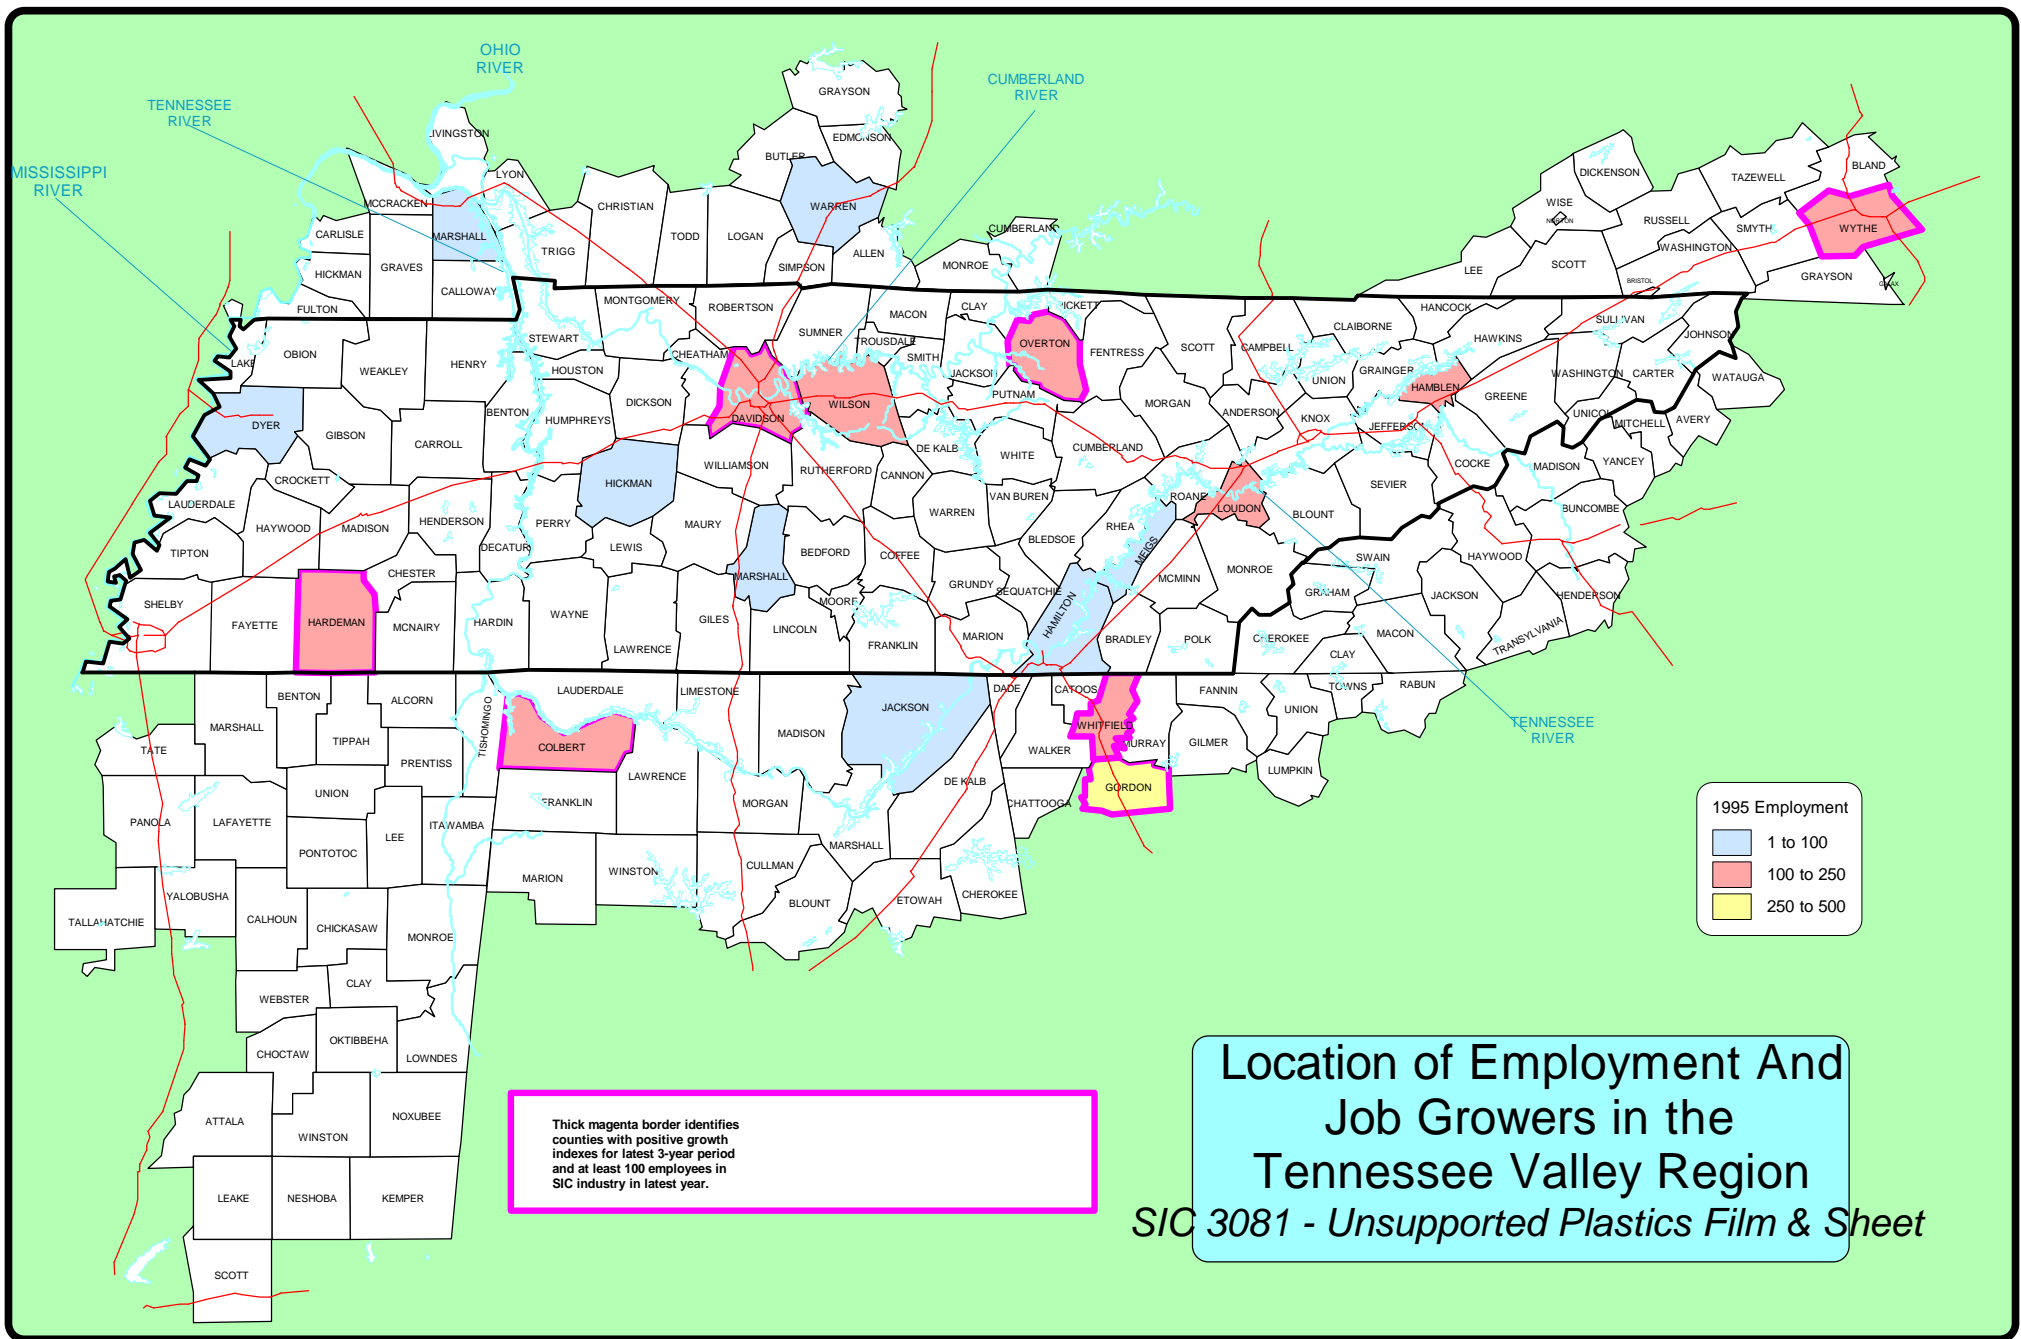 OHIO
RIVER
CUMBERLAND
RIVER
TENNESSEE
RIVER
MISSISSIPPI
RIVER
GRAYSON
IVINGSTON
EDMONSON
BUTLER
LYON
BLAND
DICKENSON
TAZEWELL
MCCRACKEN
CHRISTIAN
WARREN
WISE
NORTON
RUSSELL
SMYTH
WYTHE
CARLISLE
MARSHALL
TODD
LOGAN
CUMBERLAND
WASHINGTON
TRIGG
ALLEN
HICKMAN
GRAVES
SIMPSON
MONROE
LEE
SCOTT
BRISTOL
GRAYSON
GALAX
CALLOWAY
FULTON
MONTGOMERY
ROBERTSON
CLAY
PICKETT
HANCOCK
MACON
SULLIVAN
STEWART
SUMNER
CLAIBORNE
JOHNSON
TROUSDALE
HAWKINS
OBION
CHEATHAM
SMITH
OVERTON
FENTRESS
SCOTT
CAMPBELL
LAKE
WEAKLEY
HENRY
HOUSTON
JACKSON
UNION
GRAINGER
WASHINGTON
CARTER
WATAUGA
HAMBLEN
PUTNAM
GREENE
DICKSON
WILSON
MORGAN
BENTON
ANDERSON
KNOX
UNICOI
MITCHELL
AVERY
DYER
HUMPHREYS
DAVIDSON
JEFFERSON
GIBSON
CARROLL
DE KALB
CUMBERLAND
WHITE
WILLIAMSON
RUTHERFORD
COCKE
MADISON
YANCEY
CROCKETT
HICKMAN
CANNON
SEVIER
LAUDERDALE
VAN BUREN
ROANE
LOUDON
BUNCOMBE
HAYWOOD
MADISON
HENDERSON
PERRY
MAURY
WARREN
RHEA
BLOUNT
TIPTON
DECATUR
LEWIS
BEDFORD
COFFEE
BLEDSOE
MEIGS
SWAIN
HAYWOOD
CHESTER
MARSHALL
GRUNDY
SEQUATCHIE
MCMINN
MONROE
SHELBY
FAYETTE
HARDEMAN
MCNAIRY
HARDIN
WAYNE
GILES
MOORE
LINCOLN
HAMILTON
GRAHAM
JACKSON
HENDERSON
LAWRENCE
FRANKLIN
MARION
BRADLEY
POLK
CHEROKEE
MACON
CLAY
TRANSYLVANIA
BENTON
ALCORN
TISHOMINGO
LAUDERDALE
LIMESTONE
DADE
CATOOS
FANNIN
TOWNS
RABUN
MARSHALL
TIPPAH
COLBERT
MADISON
JACKSON
WHITFIELD
UNION
TENNESSEE
RIVER
TATE
PRENTISS
WALKER
MURRAY
GILMER
LUMPKIN
UNION
LAWRENCE
DE KALB
GORDON
CHATTOOGA
FRANKLIN
MORGAN
PANOLA
LAFAYETTE
LEE
ITAWAMBA
PONTOTOC
MARSHALL
MARION
WINSTON
CULLMAN
YALOBUSHA
BLOUNT
ETOWAH
CHEROKEE
TALLAHATCHIE
CALHOUN
CHICKASAW
MONROE
WEBSTER
CLAY
CHOCTAW
OKTIBBEHA
LOWNDES
ATTALA
WINSTON
NOXUBEE
LEAKE
NESHOBA
KEMPER
SCOTT
1995 Employment
1 to 100
100 to 250
250 to 500
Thick magenta border identifies
counties with positive growth
indexes for latest 3-year period
and at least 100 employees in
SIC industry in latest year.
Location of Employment And
Job Growers in the
Tennessee Valley Region
SIC 3081 - Unsupported Plastics Film & Sheet